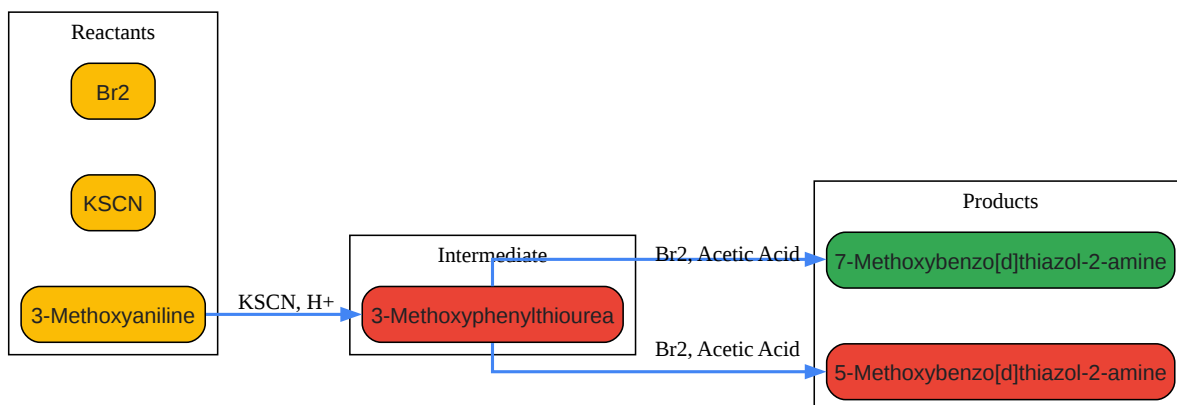 Reactants
Br2
KSCN
3-Methoxyaniline
KSCN, H+
Intermediate
3-Methoxyphenylthiourea
Br2, Acetic Acid
Br2, Acetic Acid
Products
7-Methoxybenzo[d]thiazol-2-amine
5-Methoxybenzo[d]thiazol-2-amine